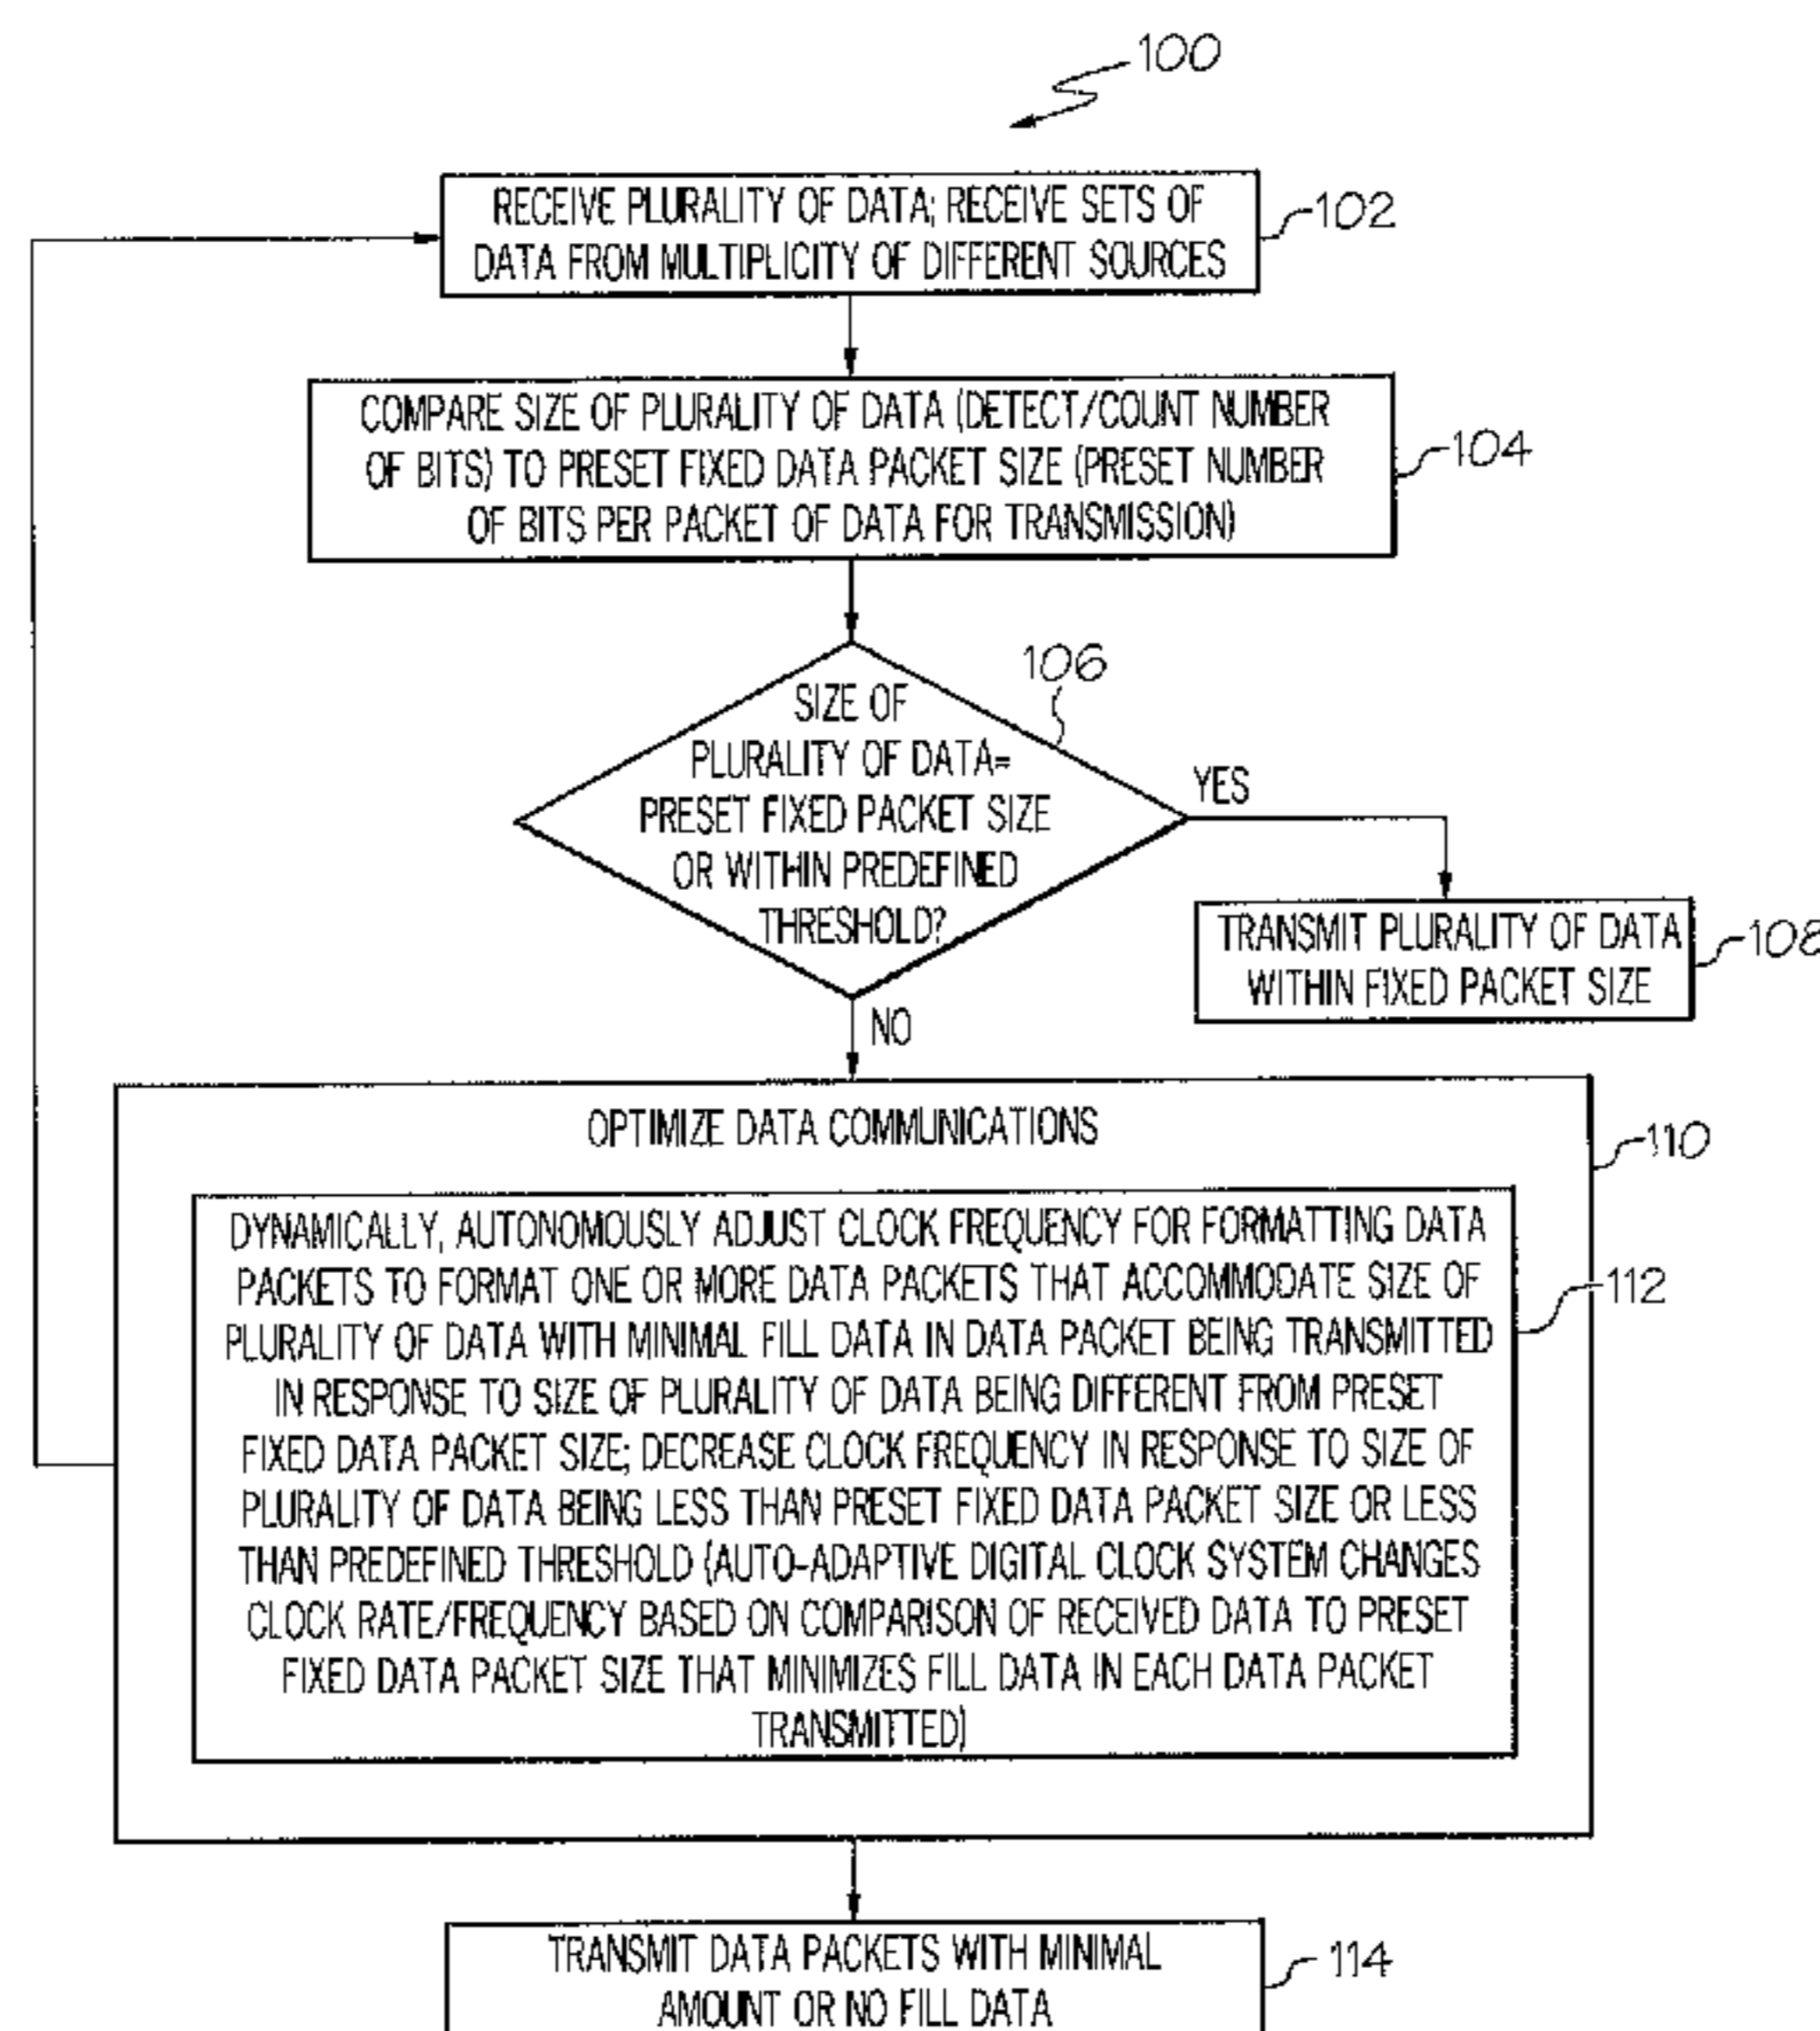 100
RECEIVE PLURALITY OF DATA; RECEIVE SETS OF
DATA FROM MULTIPLICITY OF DIFFERENT SOURCES
102
COMPARE SIZE OF PLURALITY OF DATA (DETECT/COUNT NUMBER
OF BITS) TO PRESET FIXED DATA PACKET SIZE (PRESET NUMBER
OF BITS PER PACKET OF DATA FOR TRANSMISSION)
104
106
SIZE OF
PLURALITY OF DATA=
PRESET FIXED PACKET SIZE
OR WITHIN PREDEFINED
THRESHOLD?
YES
TRANSMIT PLURALITY OF DATA
WITHIN FIXED PACKET SIZE
108
NO
OPTIMIZE DATA COMMUNICATIONS
110
DYNAMICALLY, AUTONOMOUSLY ADJUST CLOCK FREQUENCY FOR FORMATTING DATA
PACKETS TO FORMAT ONE OR MORE DATA PACKETS THAT ACCOMMODATE SIZE OF
PLURALITY OF DATA WITH MINIMAL FILL DATA IN DATA PACKET BEING TRANSMITTED
IN RESPONSE TO SIZE OF PLURALITY OF DATA BEING DIFFERENT FROM PRESET
FIXED DATA PACKET SIZE; DECREASE CLOCK FREQUENCY IN RESPONSE TO SIZE OF
PLURALITY OF DATA BEING LESS THAN PRESET FIXED DATA PACKET SIZE OR LESS
THAN PREDEFINED THRESHOLD (AUTO-ADAPTIVE DIGITAL CLOCK SYSTEM CHANGES
CLOCK RATE/FREQUENCY BASED ON COMPARISON OF RECEIVED DATA TO PRESET
FIXED DATA PACKET SIZE THAT MINIMIZES FILL DATA IN EACH DATA PACKET
TRANSMITTED)
112
TRANSMIT DATA PACKETS WITH MINIMAL
AMOUNT OR NO FILL DATA
114